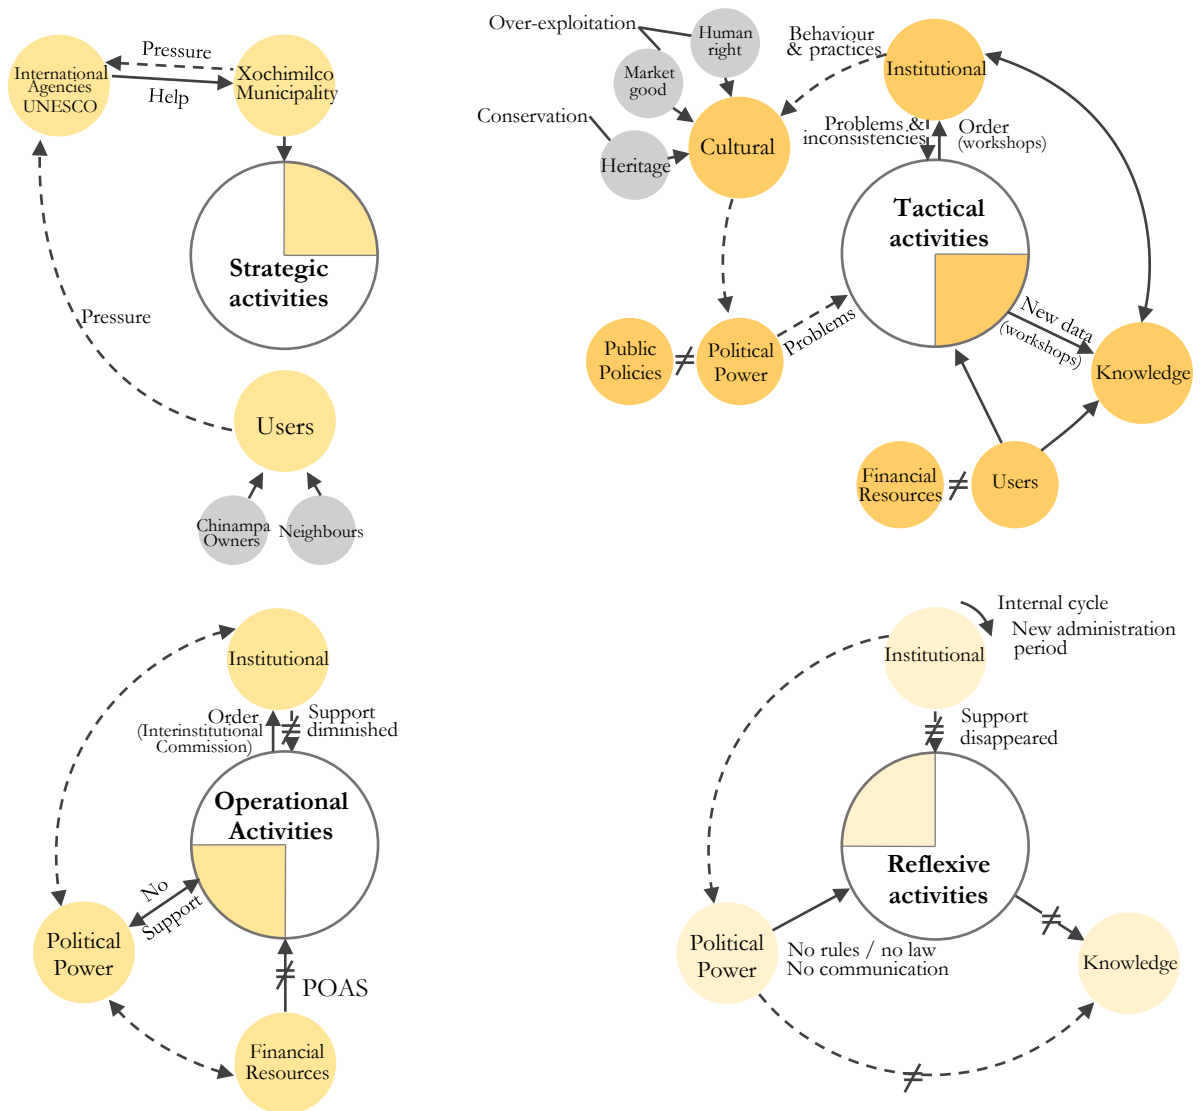 Pressure
International
Agencies
UNESCO
Help
Xochimilco
Municipality
Strategic
activities
Pressure
Users
Chinampa
Owners
Neighbours
Over-exploitation
Human
right
Market
good
Conservation
Heritage
Cultural
Behaviour
& practices
Institutional
Problems &
inconsistencies
Order
(workshops)
Tactical
activities
New data
(workshops)
Problems
Public
Policies
Political
Power
Knowledge
Financial
Resources
Users
Institutional
Order
(Interinstitutional
Commission)
Support
diminished
Operational
Activities
No
Support
Political
Power
POAS
Financial
Resources
Internal cycle
New administration
period
Institutional
Support
disappeared
Reflexive
activities
Political
Power
No rules / no law
No communication
Knowledge